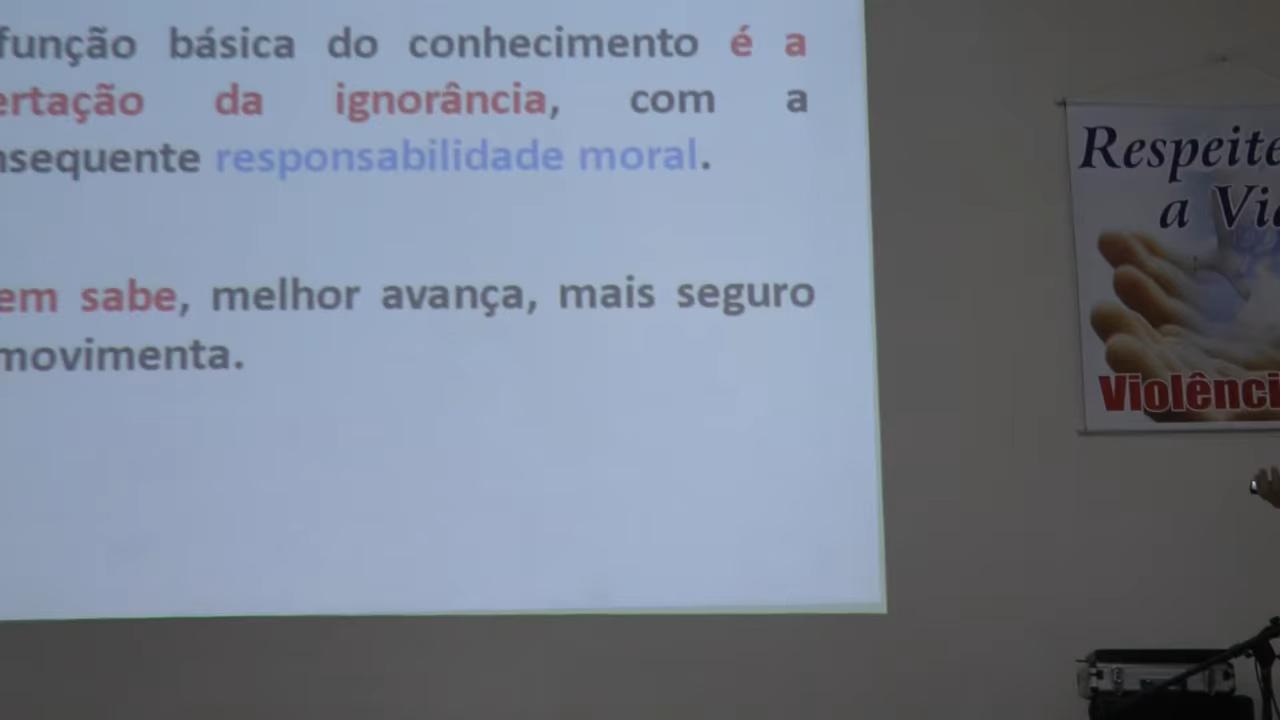 função básica do conhecimento é a
ertação da ignorância, com a
nsequente responsabilidade moral.
em sabe, melhor avança, mais seguro
movimenta.
Respeite
a Vi
Violênci